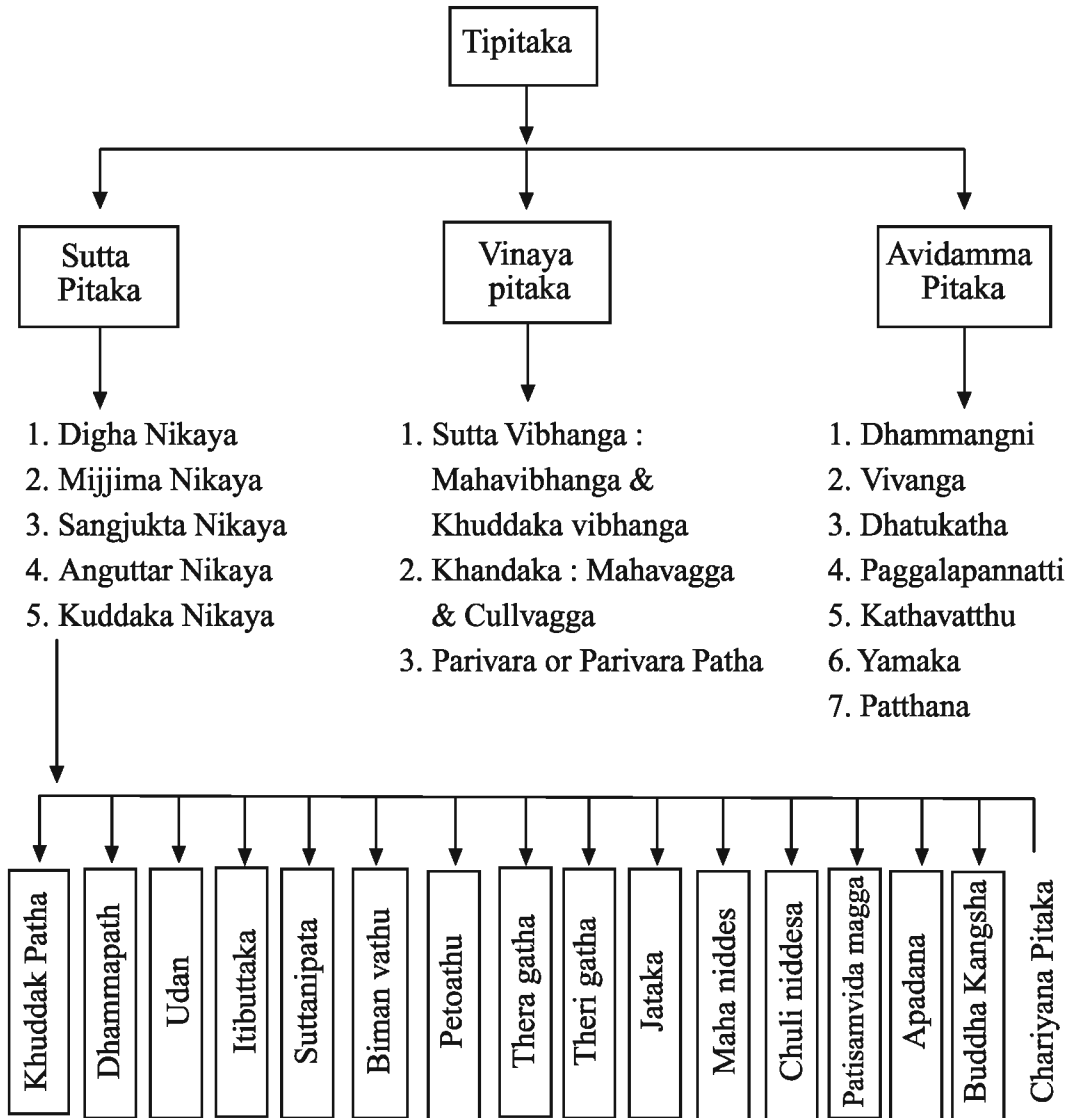 Tipitaka
Sutta
Pitaka
Vinaya
pitaka
Avidamma
Pitaka
1. Digha Nikaya
2. Mijjima Nikaya
3. Sangjukta Nikaya
4. Anguttar Nikaya
5. Kuddaka Nikaya
1. Sutta Vibhanga :
Mahavibhanga &
Khuddaka vibhanga
2. Khandaka : Mahavagga
& Cullvagga
3. Parivara or Parivara Patha
1. Dhammangni
2. Vivanga
3. Dhatukatha
4. Paggalapannatti
5. Kathavatthu
6. Yamaka
7. Patthana
Khuddak Patha
Dhammapath
Udan
Itibuttaka
Suttanipata
Biman vathu
Petoathu
Thera gatha
Theri gatha
Jataka
Maha niddes
Chuli niddesa
Patisamvida magga
Apadana
Buddha Kangsha
Chariyana Pitaka